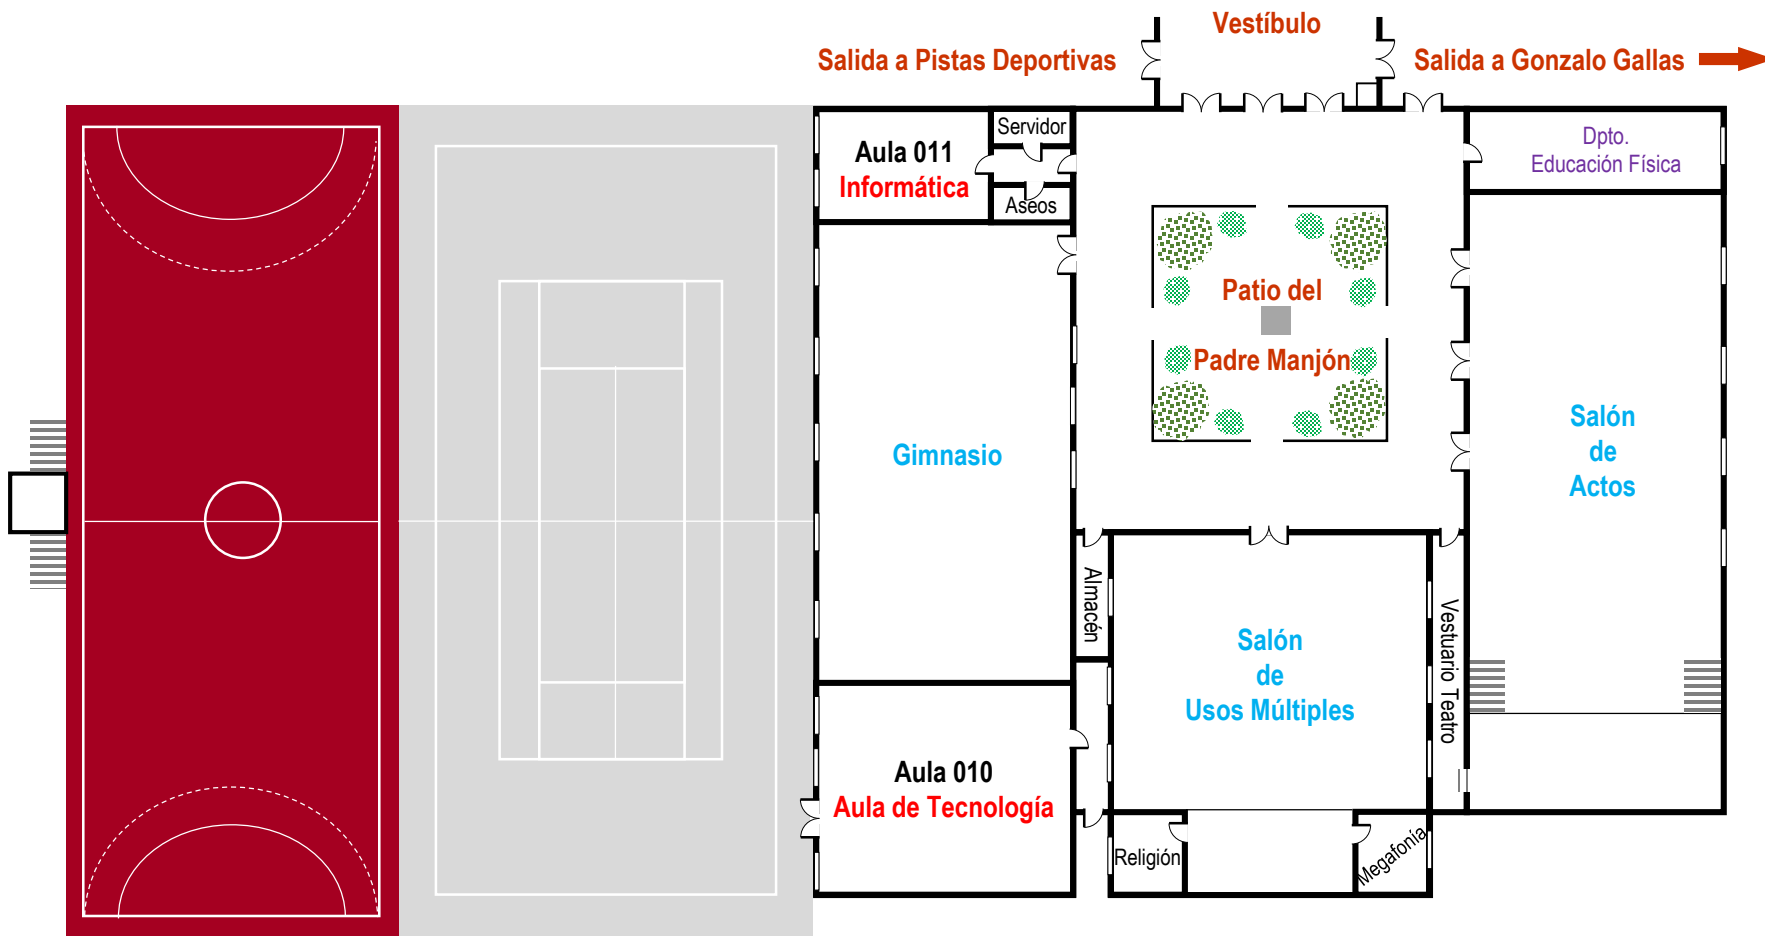 Vestíbulo
Salida a Pistas Deportivas
Salida a Gonzalo Gallas
Servidor
Aula 011
Informática
Aseos
Dpto.
Educación Física
Patio del
Padre Manjón
Gimnasio
Salón
de
Actos
Almacén
Salón
de
Usos Múltiples
Vestuario Teatro
Aula 010
Aula de Tecnología
Religión
Megafonía